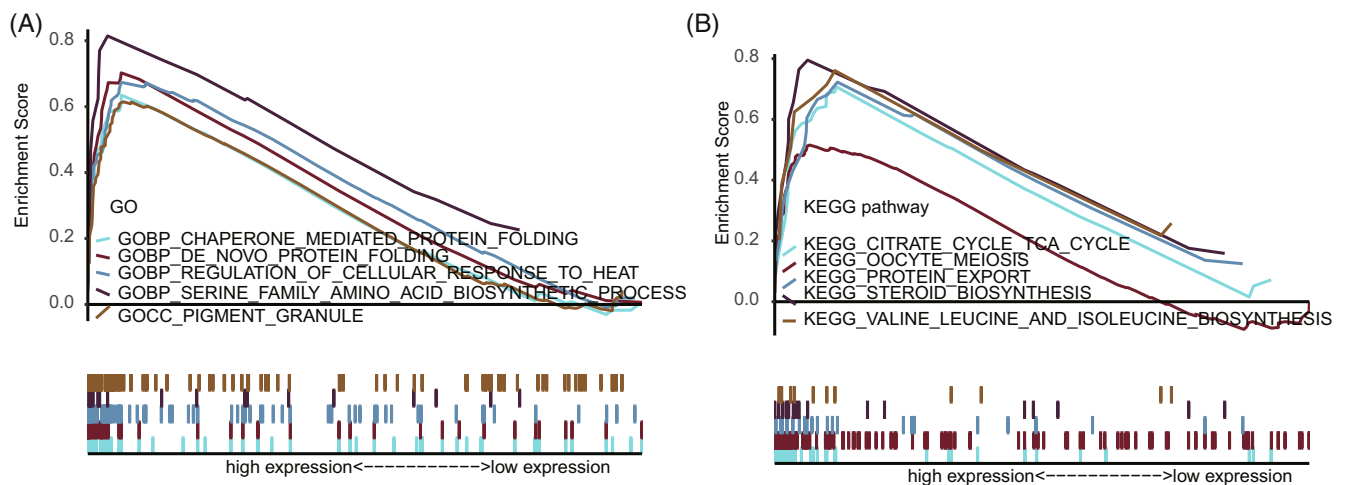 (A)
Enrichment Score
0.8
0.6
0.4
0.2
0.0
GO
GOBP_CHAPERONE_MEDIATED_PROTEIN_FOLDING
GOBP_DE_NOVO_PROTEIN_FOLDING
GOBP_REGULATION_OF_CELLULAR_RESPONSE_TO_HEAT
GOBP_SERINE_FAMILY_AMINO_ACID_BIOSYNTHETIC_PROCESS
GOCC_PIGMENT_GRANULE
high expression<------------>low expression
(B)
Enrichment Score
0.8
0.6
0.4
0.2
0.0
KEGG pathway
KEGG_CITRATE_CYCLE_TCA_CYCLE
KEGG_OOCYTE_MEIOSIS
KEGG_PROTEIN_EXPORT
KEGG_STEROID_BIOSYNTHESIS
KEGG_VALINE_LEUCINE_AND_ISOLEUCINE_BIOSYNTHESIS
high expression<------------>low expression